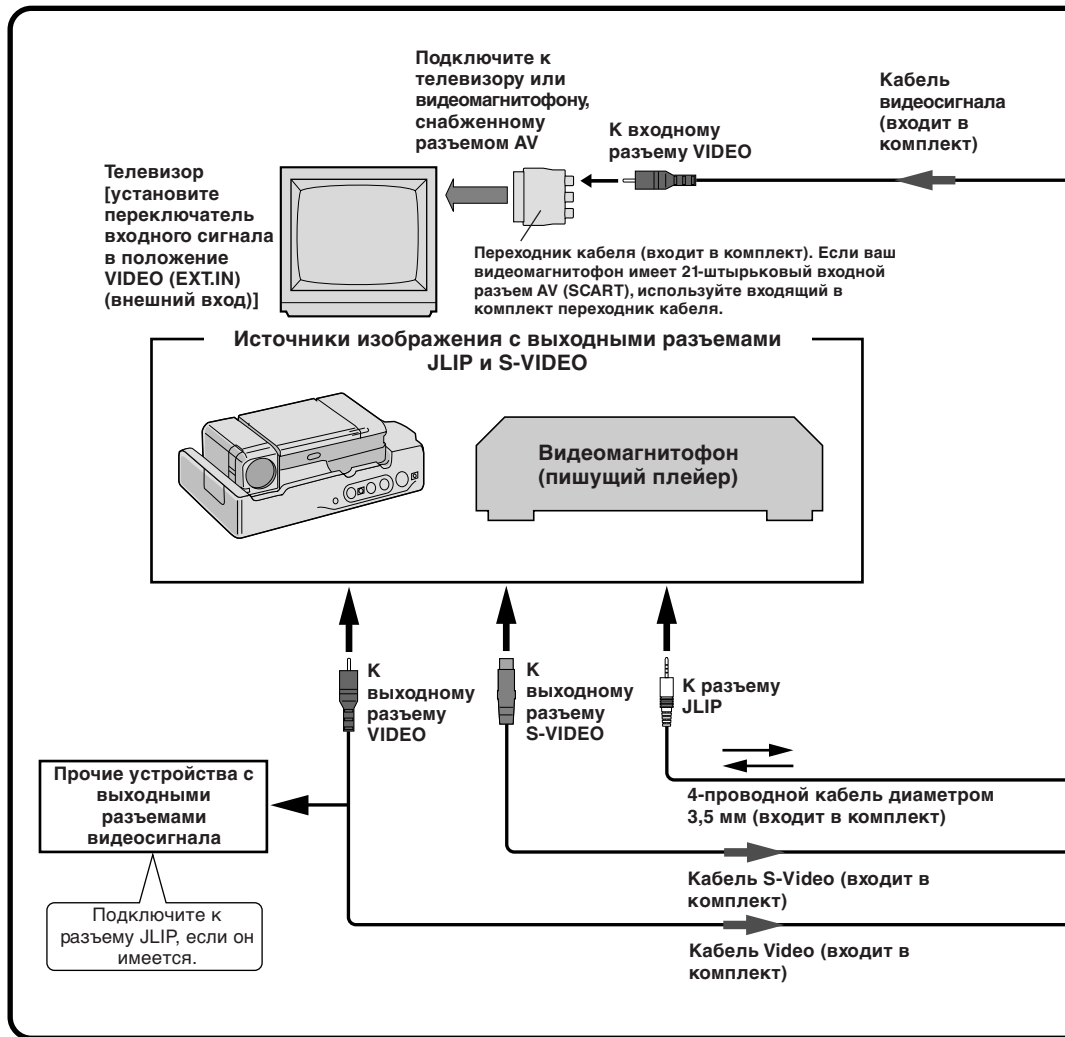 Подключите к
телевизору или
видеомагнитофону,
снабженному
разъемом AV
К входному
разъему VIDEO
Кабель
видеосигнала
(входит в
комплект)
Телевизор
[установите
переключатель
входного сигнала
в положение
VIDEO (EXT.IN)
(внешний вход)]
Переходник кабеля (входит в комплект). Если ваш
видеомагнитофон имеет 21-штырьковый входной
разъем AV (SCART), используйте входящий в
комплект переходник кабеля.
Источники изображения с выходными разъемами
JLIP и S-VIDEO
Видеомагнитофон
(пишущий плейер)
К
выходному
разъему
VIDEO
К
выходному
разъему
S-VIDEO
К разъему
JLIP
Прочие устройства с
выходными
разъемами
видеосигнала
Подключите к
разъему JLIP, если он
имеется.
4-проводной кабель диаметром
3,5 мм (входит в комплект)
Кабель S-Video (входит в
комплект)
Кабель Video (входит в
комплект)